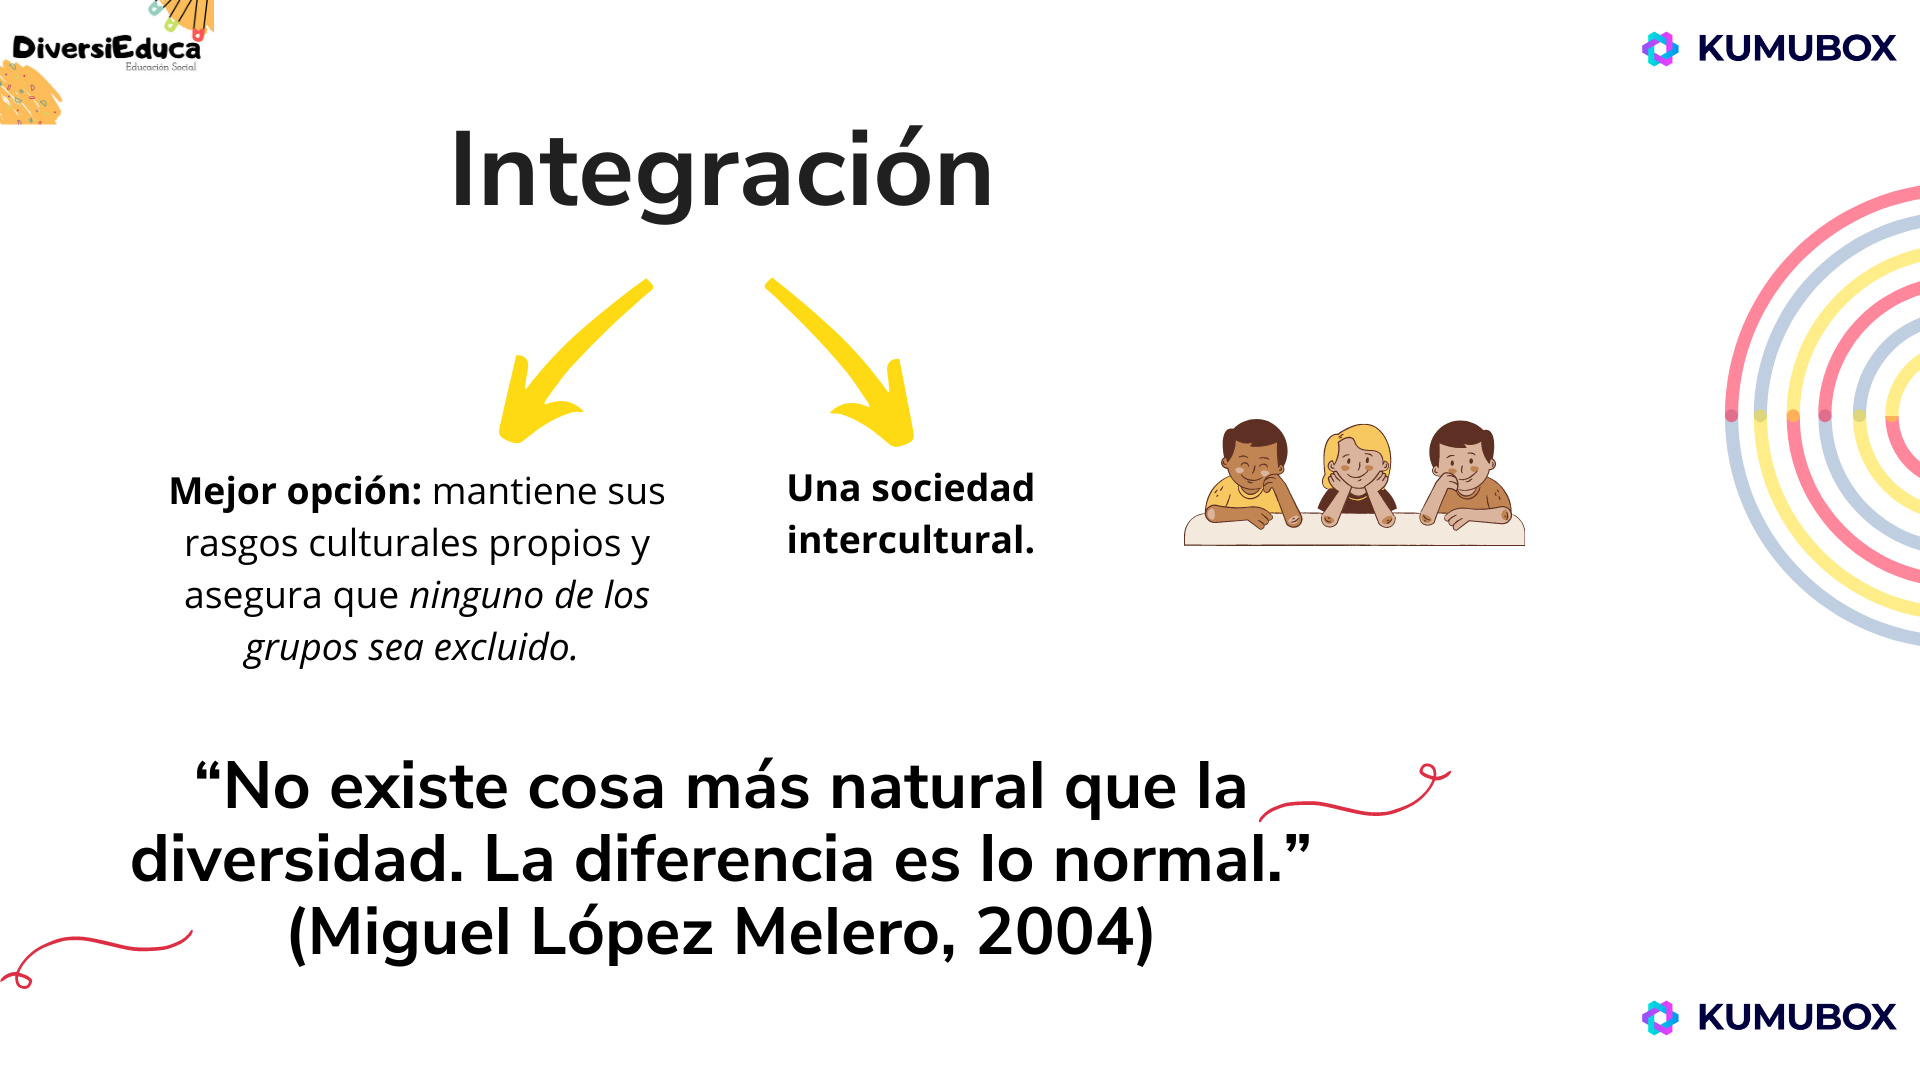 DiversiEduca
Educación Social
KUMUBOX
Integración
Mejor opción: mantiene sus
rasgos culturales propios y
asegura que ninguno de los
grupos sea excluido.
Una sociedad
intercultural.
“No existe cosa más natural que la
diversidad. La diferencia es lo normal.”
(Miguel López Melero, 2004)
KUMUBOX